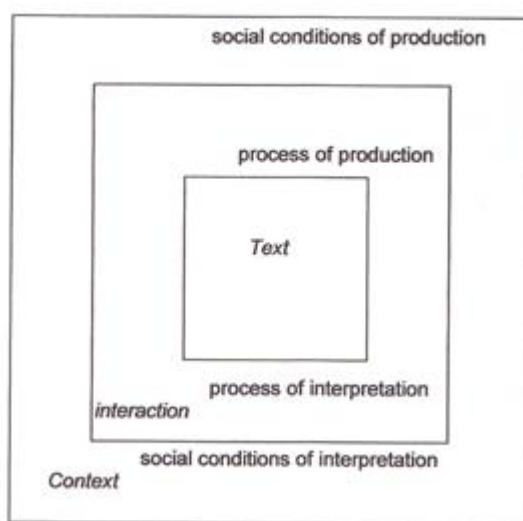 social conditions of production
process of production
Text
process of interpretation
interaction
social conditions of interpretation
Context